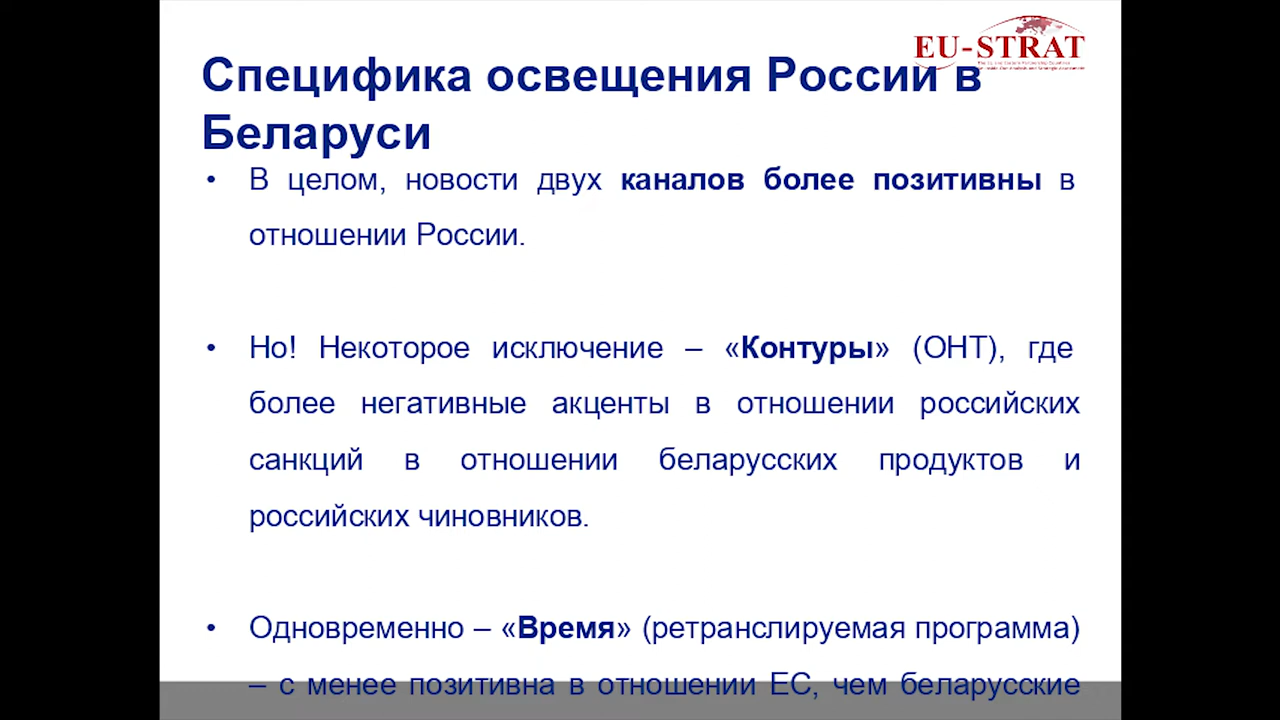 EU-STRAT
Специфика освещения России в
Беларуси
• В целом, новости двух каналов более позитивны в
отношении России.
• Но! Некоторое исключение – «Контуры» (ОНТ), где
более негативные акценты в отношении российских
санкций в отношении беларусских продуктов и
российских чиновников.
• Одновременно – «Время» (ретранслируемая программа)
– с менее позитивна в отношении ЕС, чем беларусские